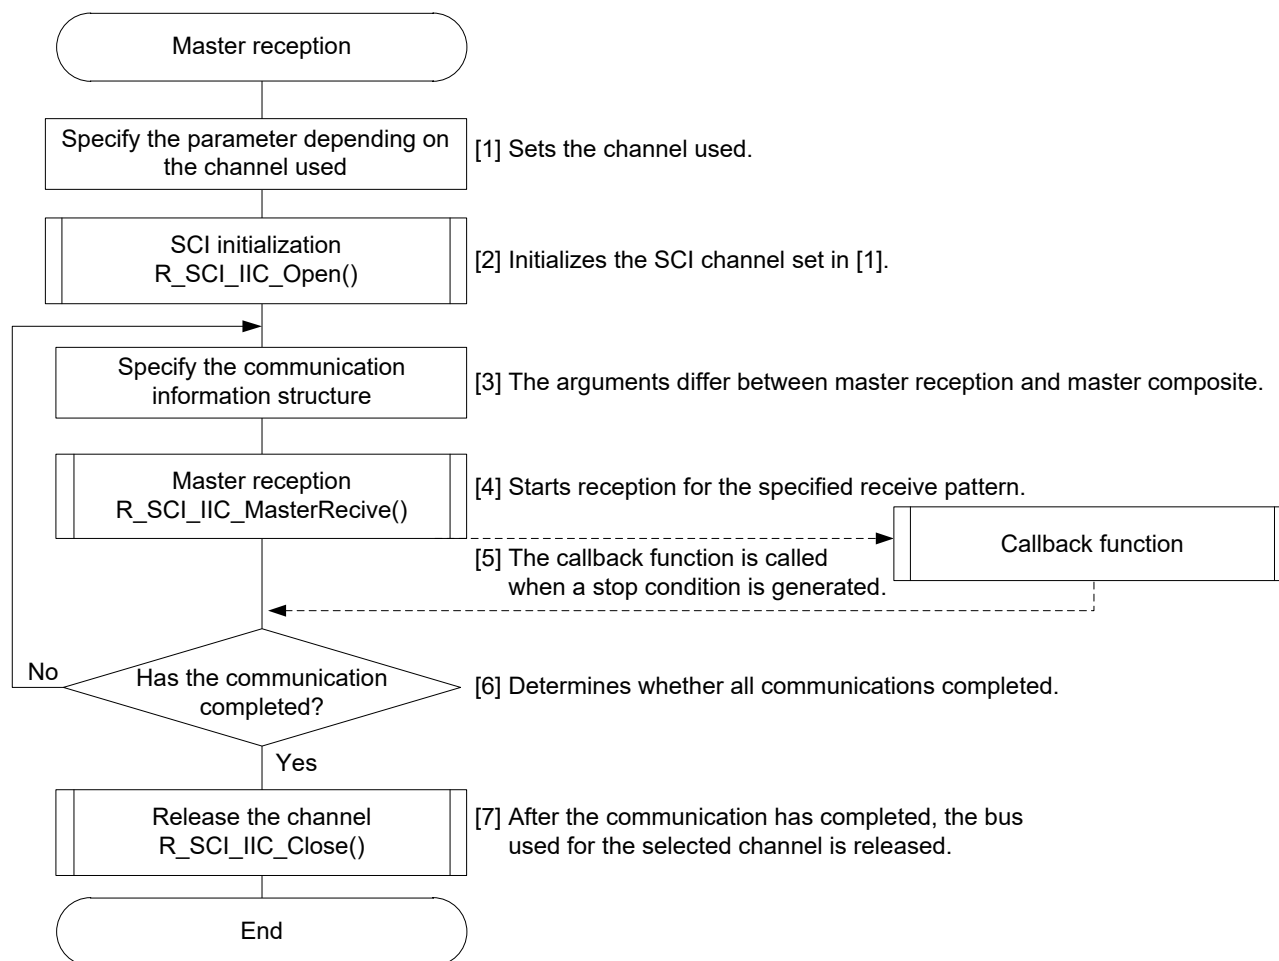 Master reception
Specify the parameter depending on
the channel used
[1] Sets the channel used.
SCI initialization
R_SCI_IIC_Open()
[2] Initializes the SCI channel set in [1].
Specify the communication
information structure
[3] The arguments differ between master reception and master composite.
Master reception
R_SCI_IIC_MasterRecive()
[4] Starts reception for the specified receive pattern.
[5] The callback function is called
when a stop condition is generated.
Callback function
No
Has the communication
completed?
[6] Determines whether all communications completed.
Yes
Release the channel
R_SCI_IIC_Close()
[7] After the communication has completed, the bus
used for the selected channel is released.
End